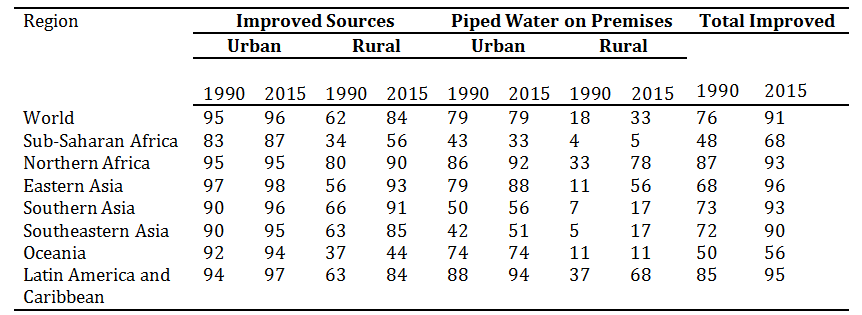 Region Improved Sources Piped Water on Premises Total Improved
Urban Rural Urban Rural
1990 2015 1990 2015 1990 2015 1990 2015 1990 2015
World 95 96 62 84 79 79 18 33 76 91
Sub-Saharan Africa 83 87 34 56 43 33 4 5 48 68
Northern Africa 95 95 80 90 86 92 33 78 87 93
Eastern Asia 97 98 56 93 79 88 11 56 68 96
Southern Asia 90 96 66 91 50 56 7 17 73 93
Southeastern Asia 90 95 63 85 42 51 5 17 72 90
Oceania 92 94 37 44 74 74 11 11 50 56
Latin America and 94 97 63 84 88 94 37 68 85 95
Caribbean